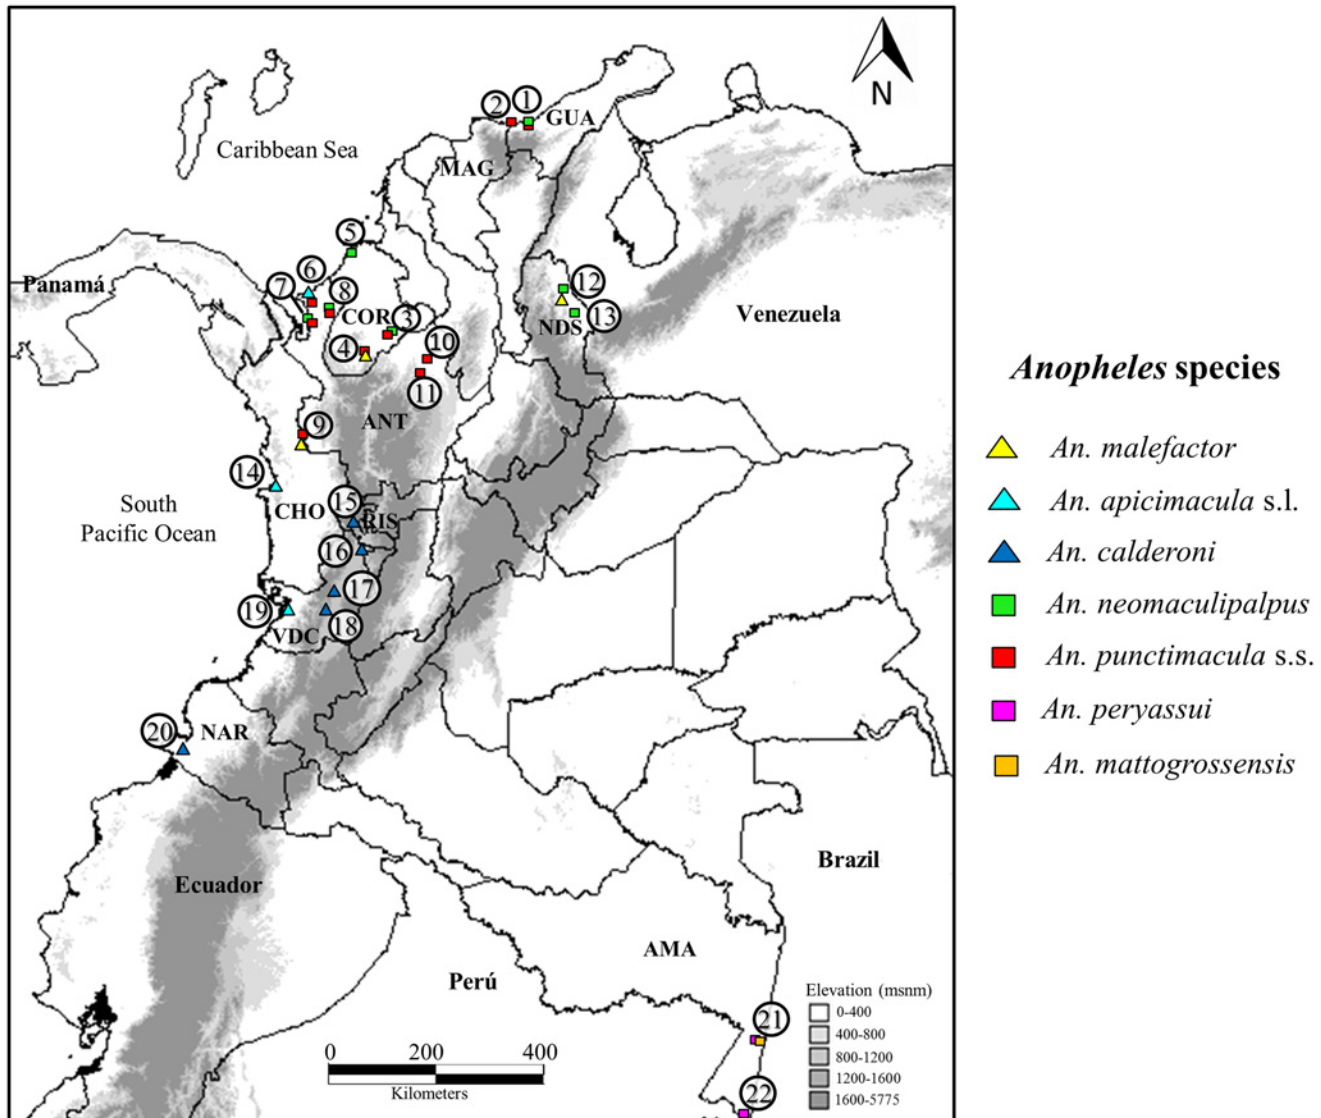 N
2
1
GUA
Caribbean Sea
MAG
5
6
7
8
12
Panamá
COR
3
13
Venezuela
NDS
4
10
11
ANT
9
14
South
Pacific Ocean
CHO
15
RIS
16
17
19
VDC
18
20
NAR
Ecuador
Brazil
AMA
Perú
21
22
0 200 400
Kilometers
Elevation (msnm)
0-400
400-800
800-1200
1200-1600
1600-5775
Anopheles species
An. malefactor
An. apicimacula s.l.
An. calderoni
An. neomaculipalpus
An. punctimacula s.s.
An. peryassui
An. mattogrossensis